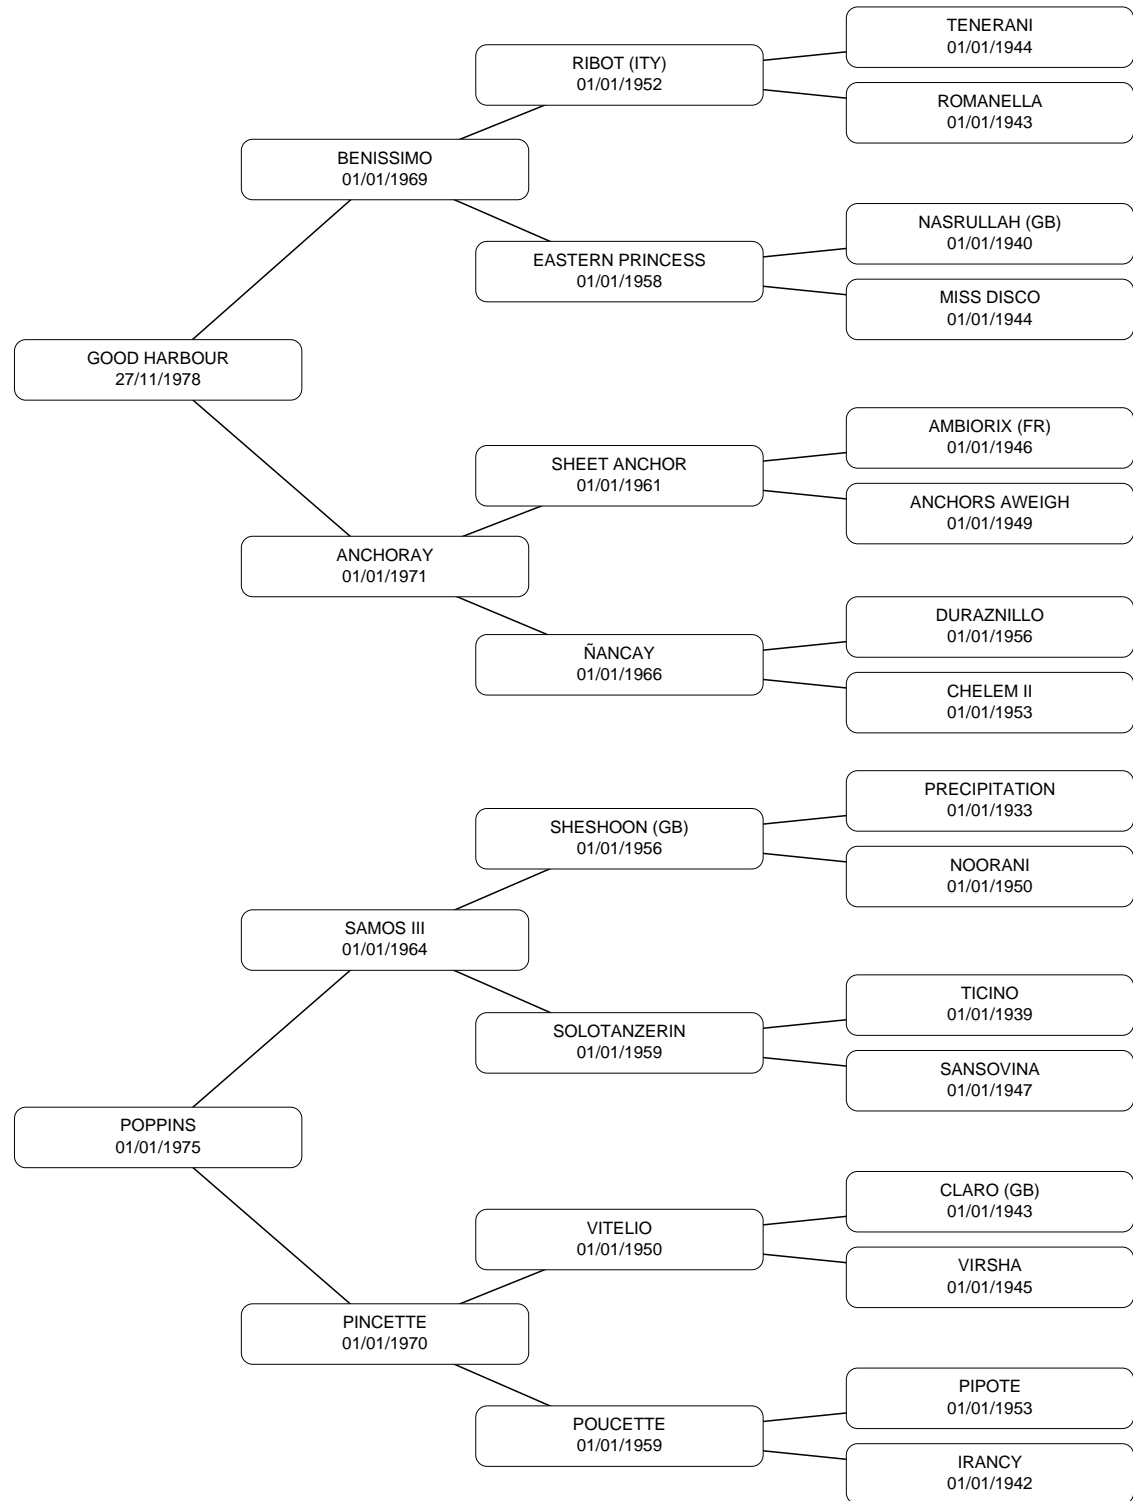 TENERANI
01/01/1944
RIBOT (ITY)
01/01/1952
ROMANELLA
01/01/1943
BENISSIMO
01/01/1969
NASRULLAH (GB)
01/01/1940
EASTERN PRINCESS
01/01/1958
MISS DISCO
01/01/1944
GOOD HARBOUR
27/11/1978
AMBIORIX (FR)
01/01/1946
SHEET ANCHOR
01/01/1961
ANCHORS AWEIGH
01/01/1949
ANCHORAY
01/01/1971
DURAZNILLO
01/01/1956
ÑANCAY
01/01/1966
CHELEM II
01/01/1953
PRECIPITATION
01/01/1933
SHESHOON (GB)
01/01/1956
NOORANI
01/01/1950
SAMOS III
01/01/1964
TICINO
01/01/1939
SOLOTANZERIN
01/01/1959
SANSOVINA
01/01/1947
POPPINS
01/01/1975
CLARO (GB)
01/01/1943
VITELIO
01/01/1950
VIRSHA
01/01/1945
PINCETTE
01/01/1970
PIPOTE
01/01/1953
POUCETTE
01/01/1959
IRANCY
01/01/1942